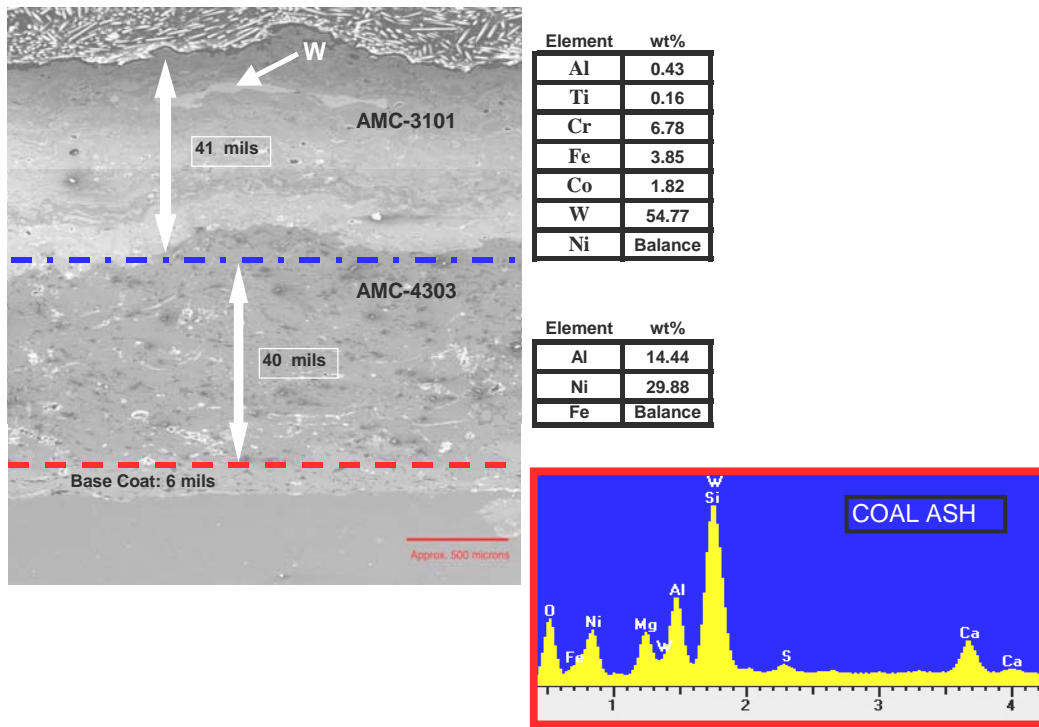 W
AMC-3101
41 mils
AMC-4303
40 mils
Base Coat: 6 mils
Approx. 500 microns
Element wt%
Al 0.43
Ti 0.16
Cr 6.78
Fe 3.85
Co 1.82
W 54.77
Ni Balance
Element wt%
Al 14.44
Ni 29.88
Fe Balance
COAL ASH
W
Si
O
Fe
Ni
Mg
W
Al
S
Ca
Ca
1 2 3 4